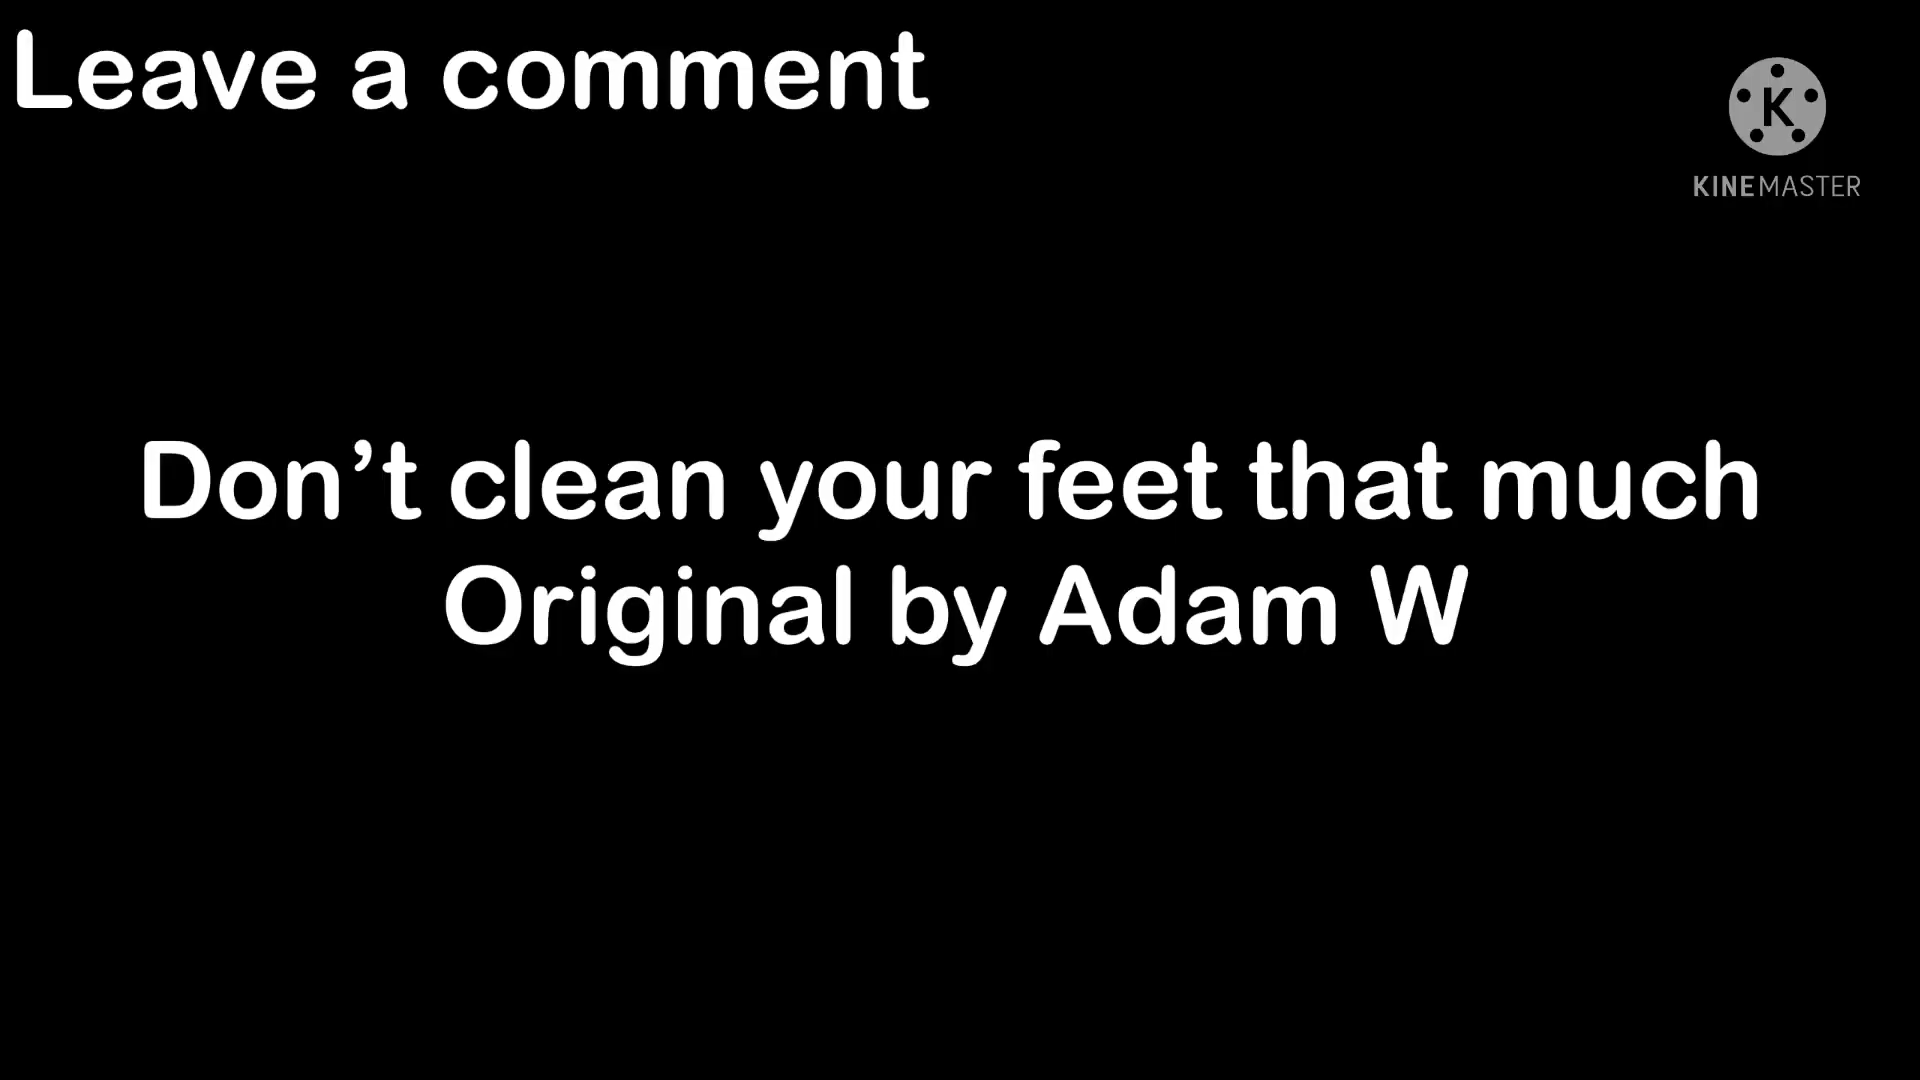 Leave a comment
K
KINEMASTER
Don’t clean your feet that much
Original by Adam W